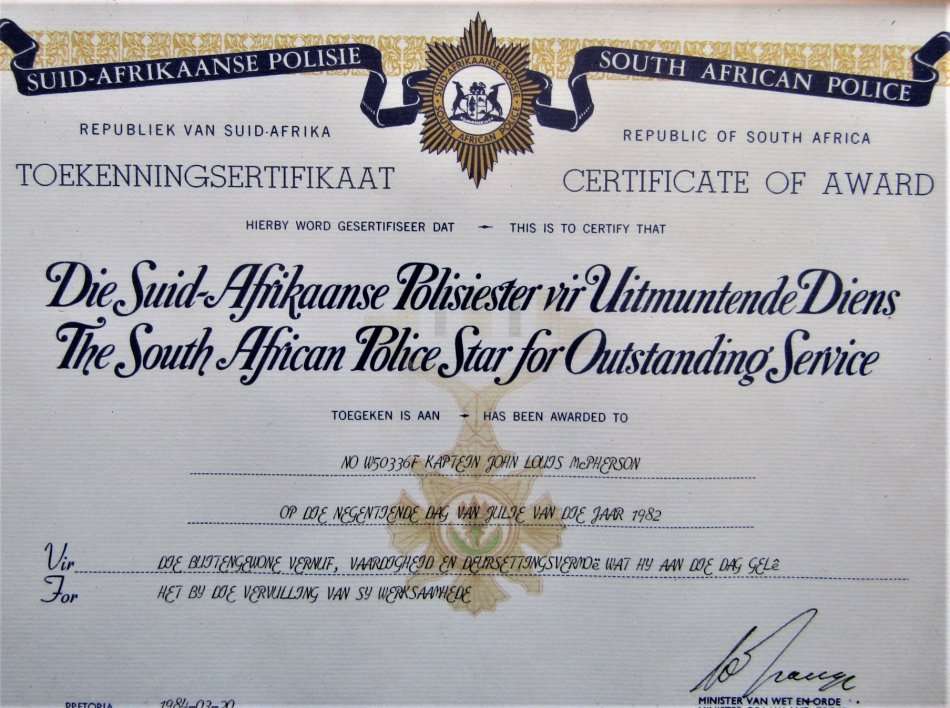 SUID-AFRIKAANSE POLISIE
SOUTH AFRICAN POLICE
SUID-AFRIKAANSE POLISIE
SOUTH AFRICAN POLICE
REPUBLIEK VAN SUID-AFRIKA
REPUBLIC OF SOUTH AFRICA
TOEKENNINGSERTIFIKAAT
CERTIFICATE OF AWARD
HIERBY WORD GESERTIFISEER DAT - THIS IS TO CERTIFY THAT
Die Suid-Afrikaanse Polisiester vir Uitmuntende Diens
The South African Police Star for Outstanding Service
TOEGEKEN IS AAN - HAS BEEN AWARDED TO
NO W50336F KAPTEIN JOHN LOUIS McPHERSON
OP DIE NEGENTIENDE DAG VAN JULIE VAN DIE JAAR 1982
Vir DIE BUITENGEWONE VERNUF, VAARDIGHEID EN DEURSETTINGSVERMOë WAT HY AAN DIE DAG GELê
For HET BY DIE VERVULLING VAN SY WERKSAAMHEDE
MINISTER VAN WET EN ORDE
PRETORIA 1984-03-20